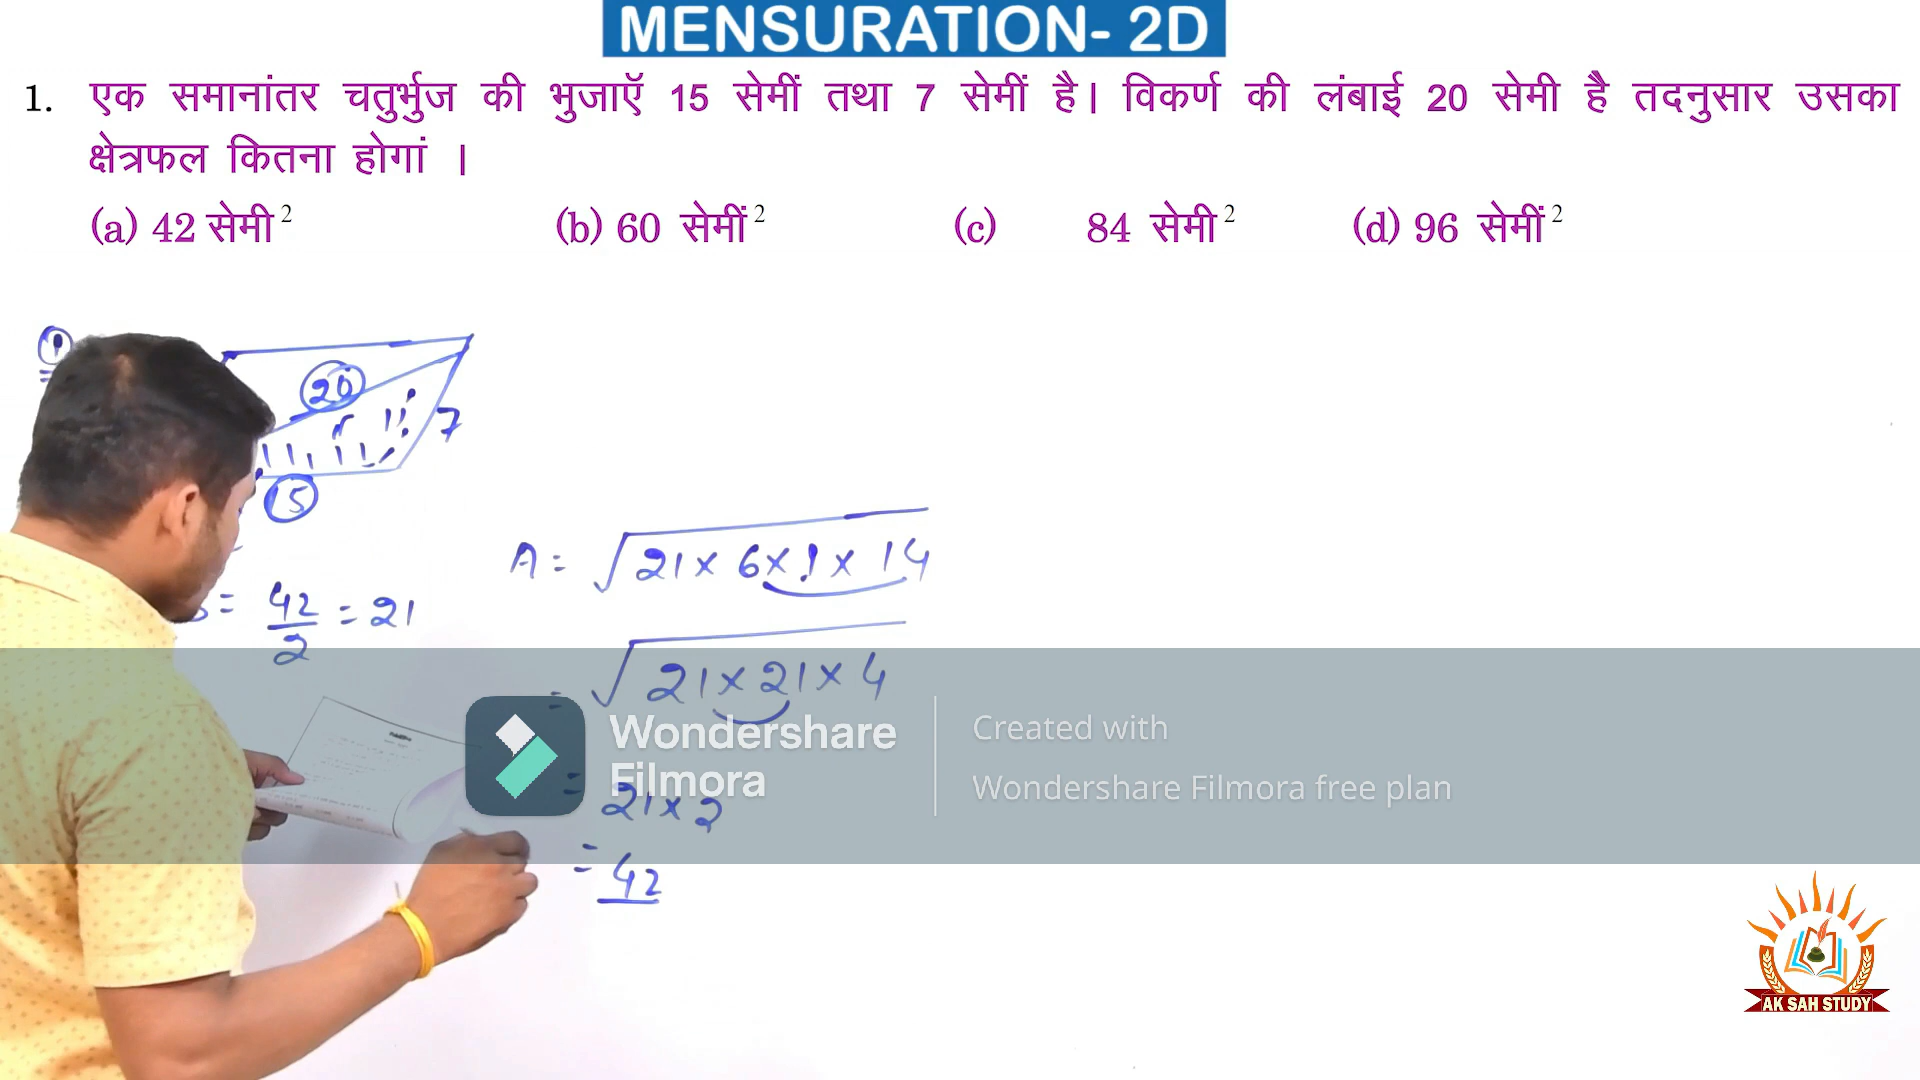 MENSURATION- 2D
1. एक समानांतर चतुर्भुज की भुजाऍ 15 सेमीं तथा 7 सेमीं है। विकर्ण की लंबाई 20 सेमी है तदनुसार उसका
क्षेत्रफल कितना होगां ।
(a) 42 सेमी² (b) 60 सेमीं² (c) 84 सेमी² (d) 96 सेमीं²
1
20
7
15
S = 42/2 = 21
A = √21 × 6 × 1 × 14
= √21 × 21 × 4
= 21 × 2
= 42
Wondershare
Filmora
Created with
Wondershare Filmora free plan
AK SAH STUDY